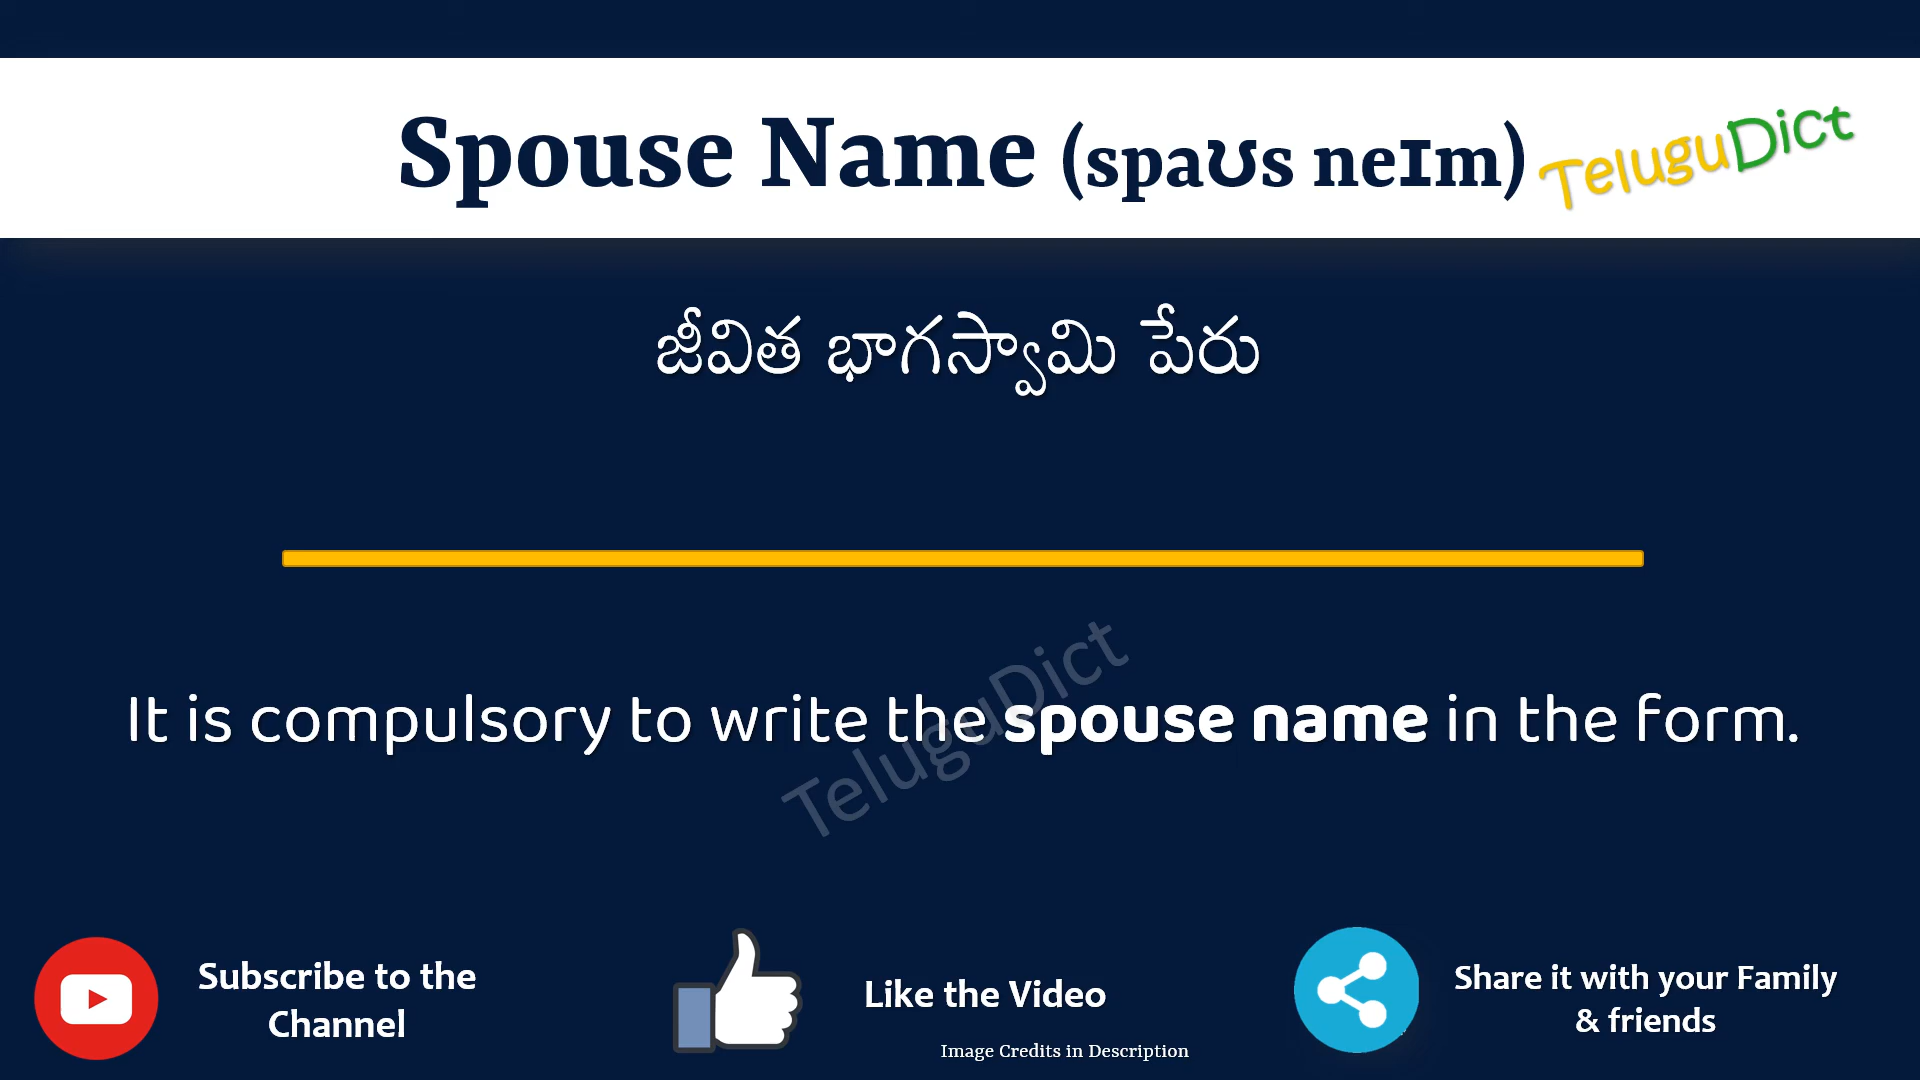 Spouse Name (spaʊs neɪm)
TeluguDict
జీవిత భాగస్వామి పేరు
It is compulsory to write the spouse name in the form.
TeluguDict
Subscribe to the
Channel
Like the Video
Share it with your Family
& friends
Image Credits in Description